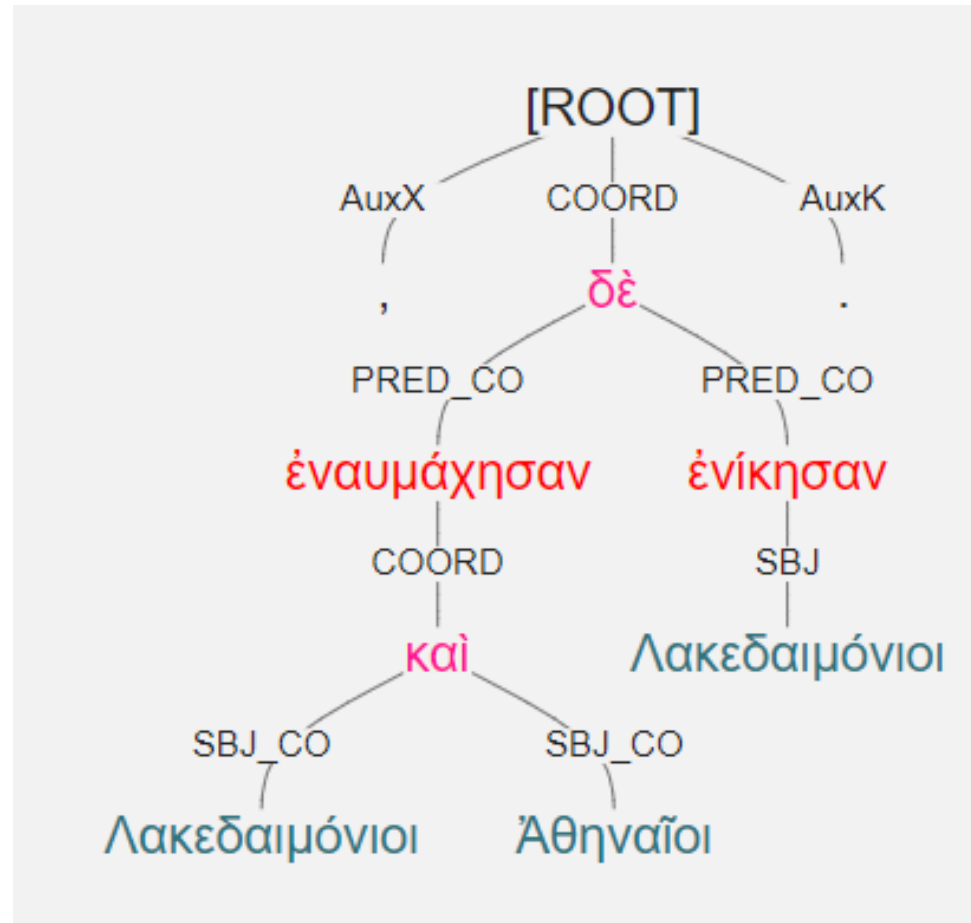 [ROOT]
AuxX COORD AuxK
, δὲ .
PRED_CO PRED_CO
ἐναυμάχησαν ἐνίκησαν
COORD SBJ
καὶ Λακεδαιμόνιοι
SBJ_CO SBJ_CO
Λακεδαιμόνιοι Ἀθηναῖοι